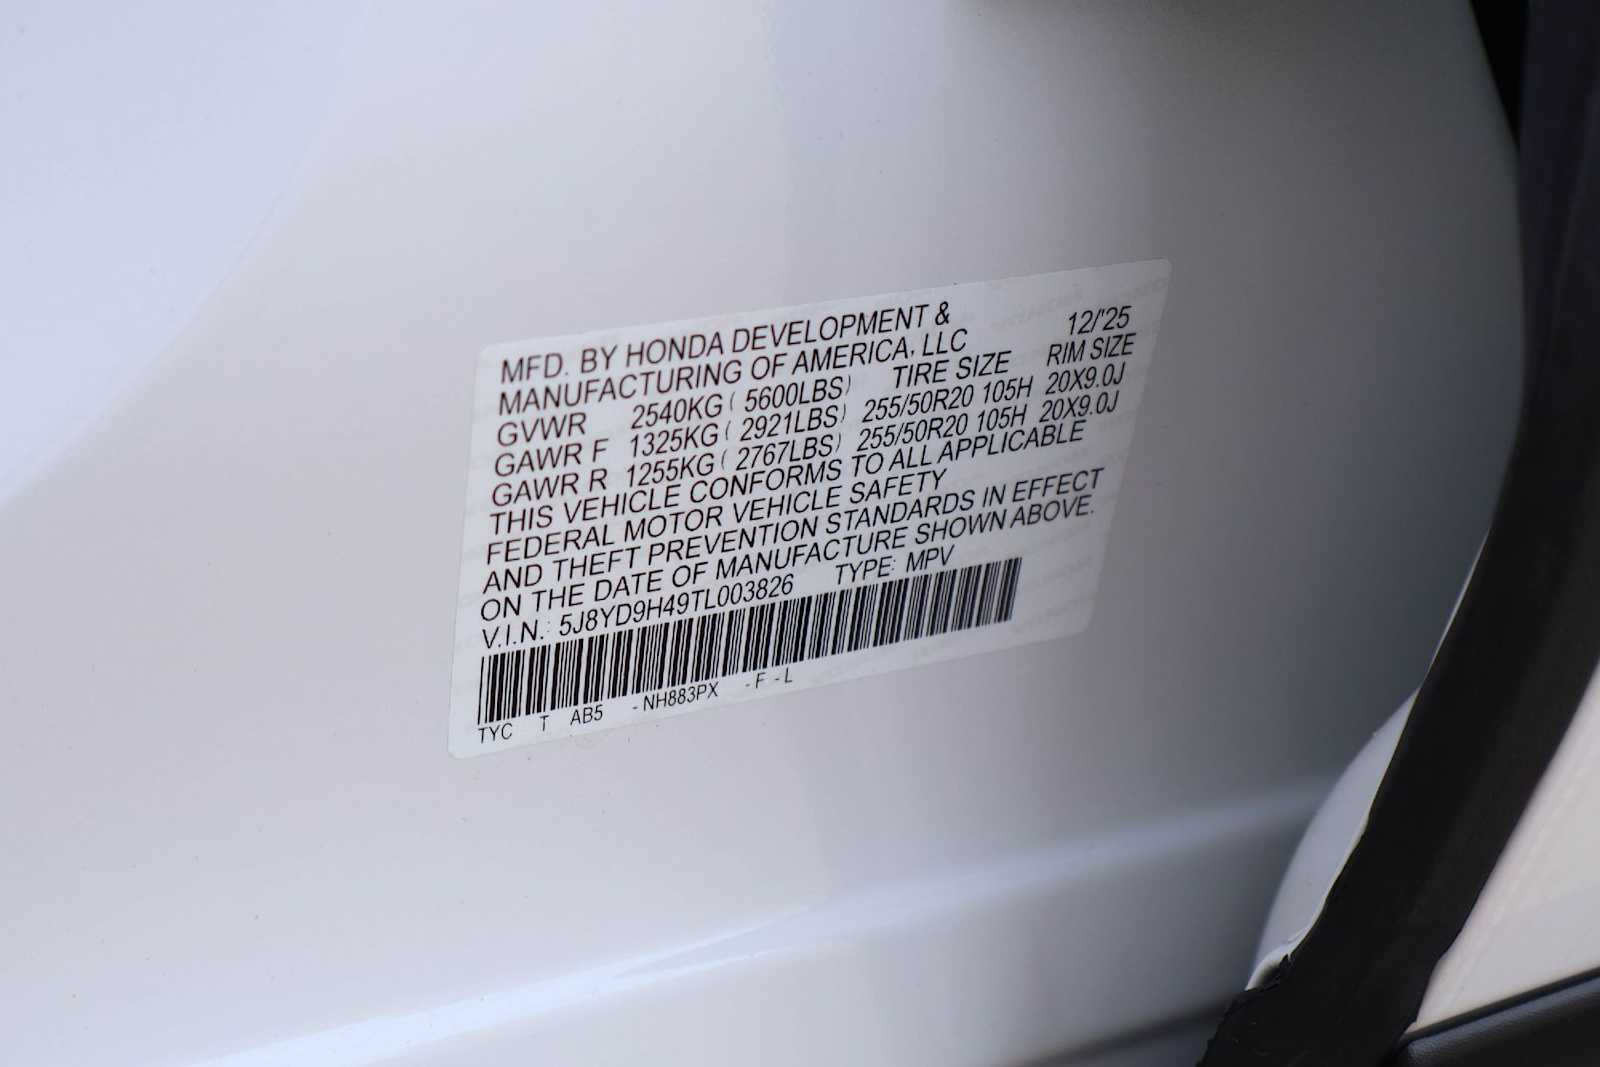 MFD. BY HONDA DEVELOPMENT &
MANUFACTURING OF AMERICA, LLC 12/'25
GVWR 2540KG ( 5600LBS) TIRE SIZE RIM SIZE
GAWR F 1325KG ( 2921LBS) 255/50R20 105H 20X9.0J
GAWR R 1255KG ( 2767LBS) 255/50R20 105H 20X9.0J
THIS VEHICLE CONFORMS TO ALL APPLICABLE
FEDERAL MOTOR VEHICLE SAFETY
AND THEFT PREVENTION STANDARDS IN EFFECT
ON THE DATE OF MANUFACTURE SHOWN ABOVE.
V.I.N.: 5J8YD9H49TL003826 TYPE: MPV
TYC T AB5 - NH883PX - F - L